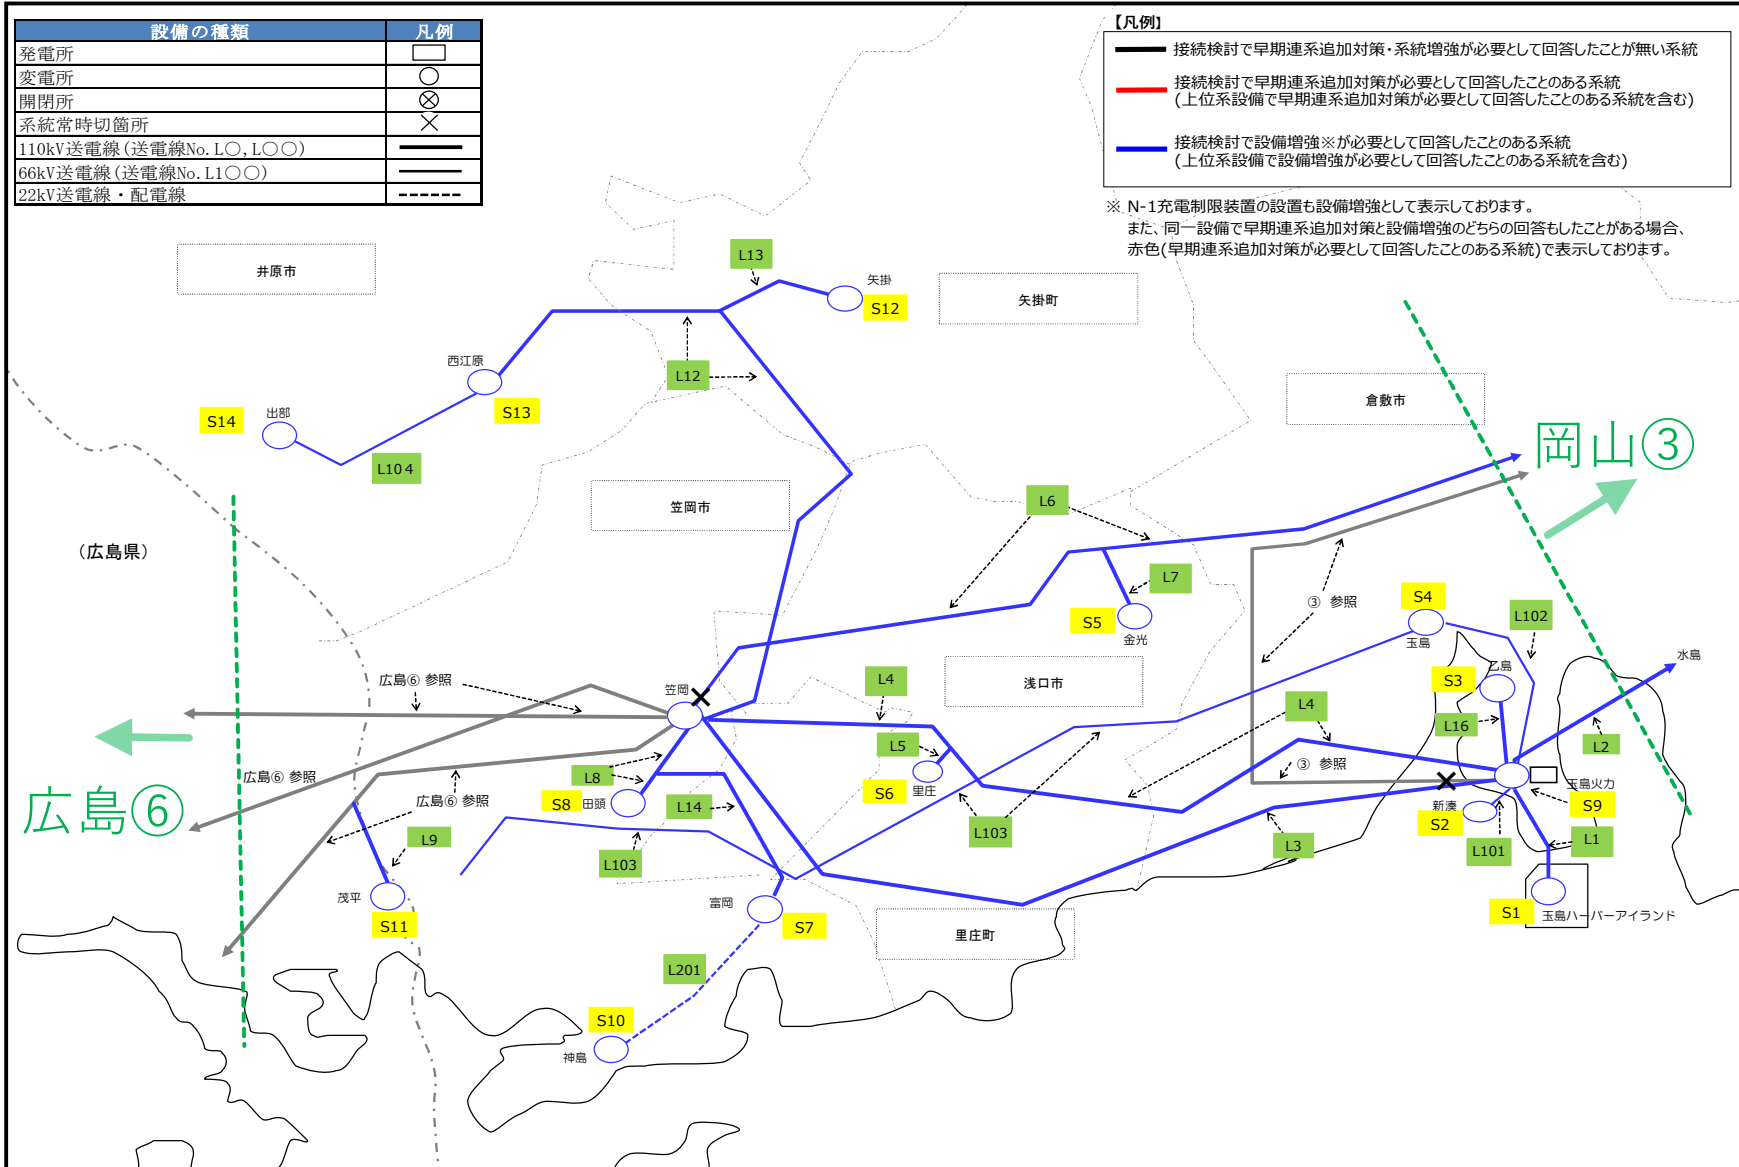 設備の種類 凡例
発電所
変電所
開閉所
系統常時切箇所
110kV送電線(送電線No.L○,L○○)
66kV送電線(送電線No.L1○○)
22kV送電線・配電線
【凡例】
接続検討で早期連系追加対策・系統増強が必要として回答したことが無い系統
接続検討で早期連系追加対策が必要として回答したことのある系統
(上位系設備で早期連系追加対策が必要として回答したことのある系統を含む)
接続検討で設備増強※が必要として回答したことのある系統
(上位系設備で設備増強が必要として回答したことのある系統を含む)
※ N-1充電制限装置の設置も設備増強として表示しております。
また、同一設備で早期連系追加対策と設備増強のどちらの回答もしたことがある場合、
赤色(早期連系追加対策が必要として回答したことのある系統)で表示しております。
井原市
L13
矢掛
S12
矢掛町
西江原
L12
S13
倉敷市
出部
S14
L104
岡山③
笠岡市
L6
(広島県)
L7
S5
金光
③ 参照
S4
玉島
L102
水島
乙島
S3
浅口市
広島⑥ 参照
笠岡
L4
L4
L16
L2
L5
広島⑥ 参照
L8
③ 参照
玉島火力
S9
広島⑥
広島⑥ 参照
S8 田頭
L14
S6
里庄
新湊
S2
L9
L103
L103
L3
L101
L1
茂平
S11
富岡
S7
S1
玉島ハーバーアイランド
里庄町
L201
S10
神島